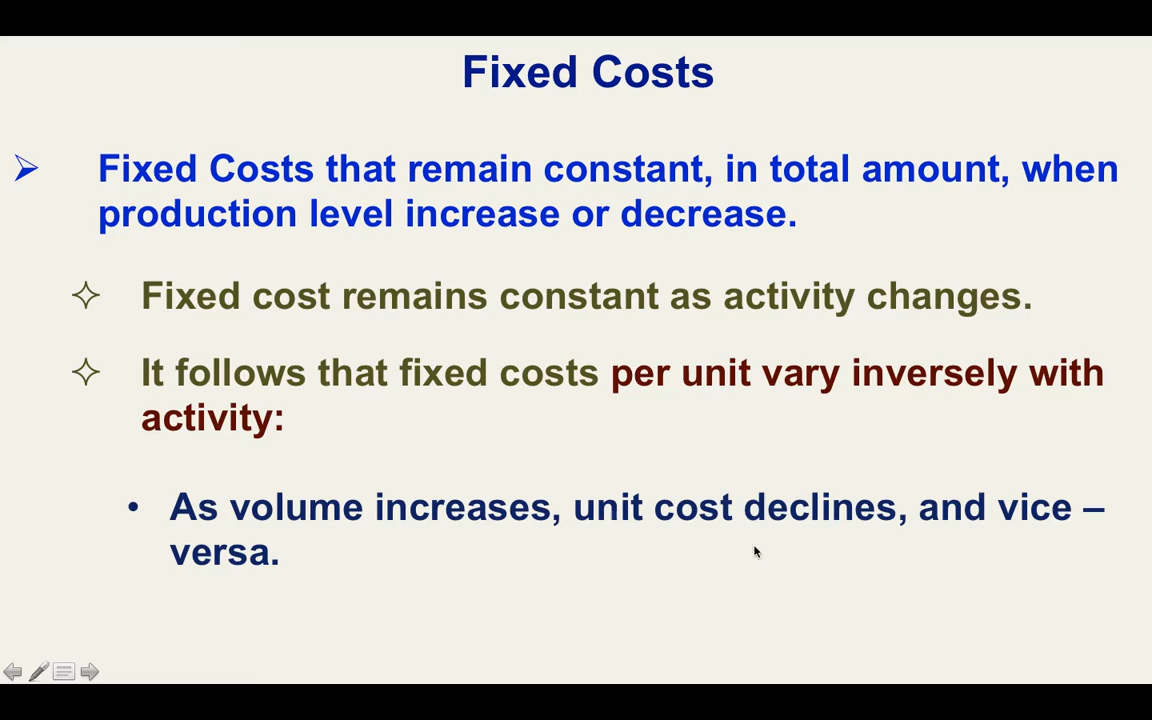 Fixed Costs
Fixed Costs that remain constant, in total amount, when
production level increase or decrease.
Fixed cost remains constant as activity changes.
It follows that fixed costs per unit vary inversely with
activity:
• As volume increases, unit cost declines, and vice –
versa.